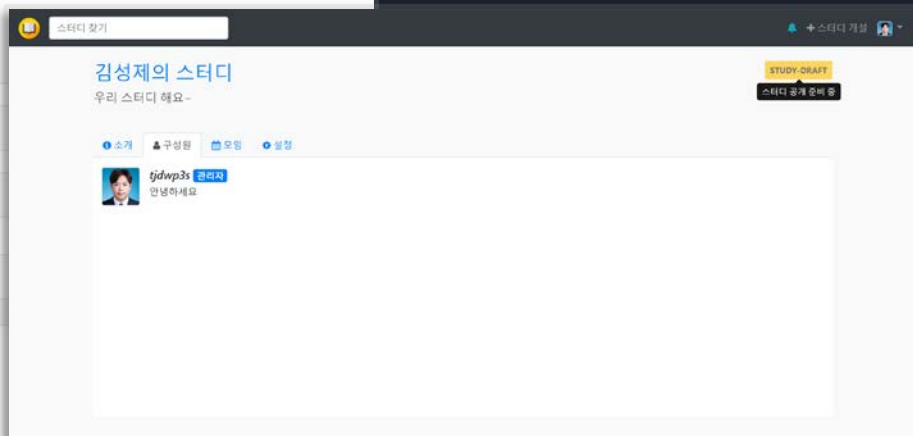 스터디 찾기
+스터디 개설
김성제의 스터디
STUDY-DRAFT
우리 스터디 해요~
스터디 공개 준비 중
소개 구성원 모임 설정
tjdwp3s 관리자
안녕하세요